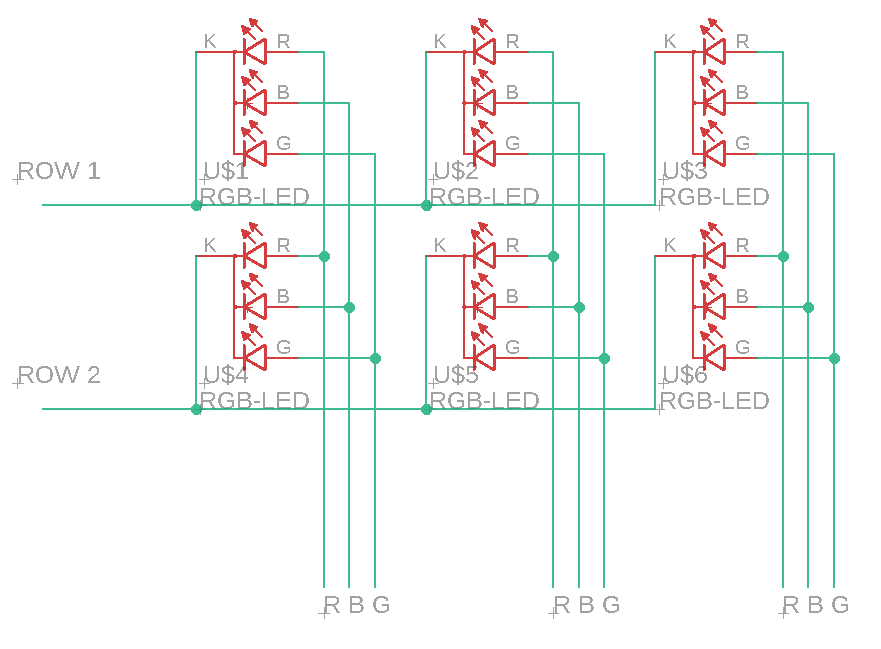 K R K R K R
B B B
G G G
ROW 1 U$1 U$2 U$3
RGB-LED RGB-LED RGB-LED
K R K R K R
B B B
G G G
ROW 2 U$4 U$5 U$6
RGB-LED RGB-LED RGB-LED
R B G R B G R B G